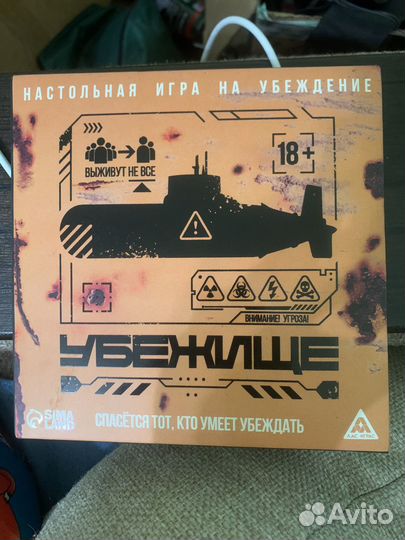 НАСТОЛЬНАЯ ИГРА НА УБЕЖДЕНИЕ
ВЫЖИВУТ НЕ ВСЕ
18+
ВНИМАНИЕ! УГРОЗА!
УБЕЖИЩЕ
SIMA LAND
СПАСЁТСЯ ТОТ, КТО УМЕЕТ УБЕЖДАТЬ
ЛАС ИГРАС
Avito